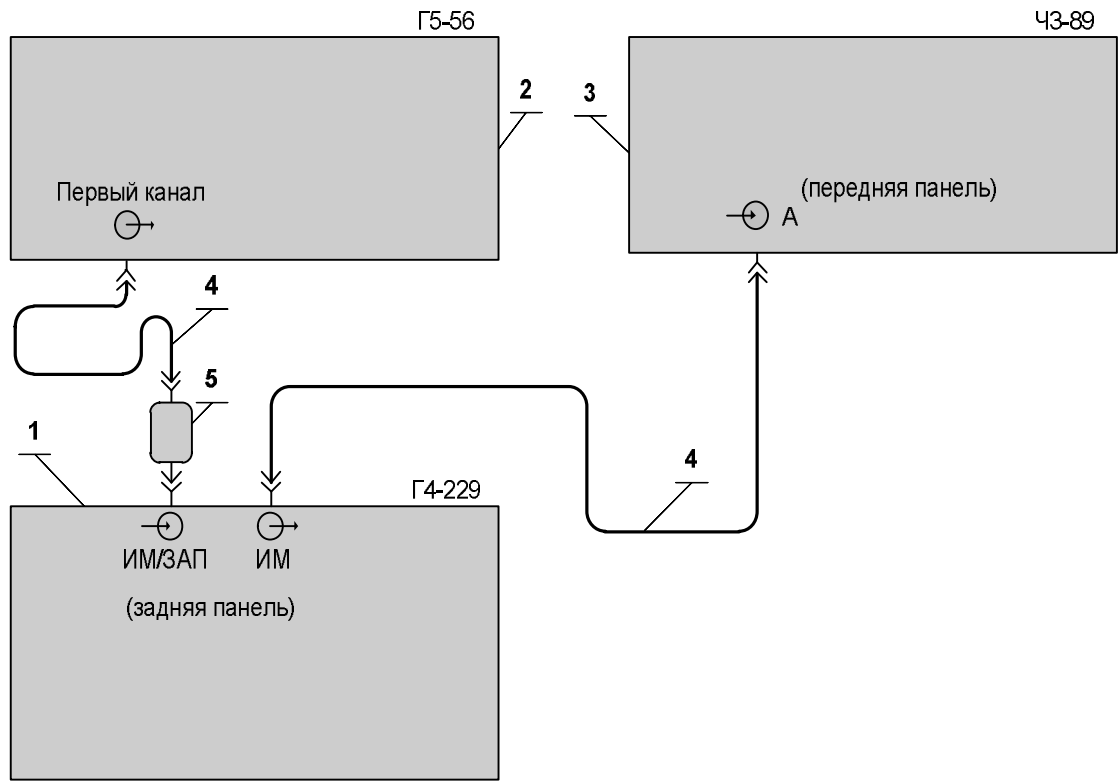 Г5-56
ЧЗ-89
2
3
Первый канал
(передняя панель)
А
4
5
1
4
Г4-229
ИМ/ЗАП
ИМ
(задняя панель)